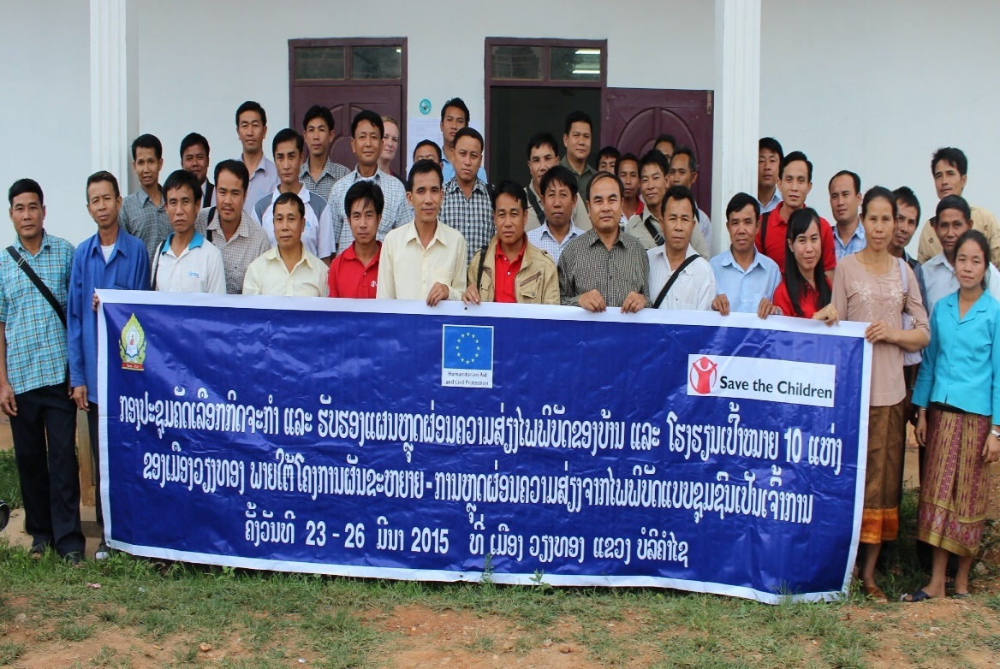 Humanitarian Aid
and Civil Protection
Save the Children
ກອງປະຊຸມຄັດເລືອກກິດຈະກຳ ແລະ ຮັບຮອງແຜນຫຼຸດຜ່ອນຄວາມສ່ຽງໄພພິບັດຂອງບ້ານ ແລະ ໂຮງຮຽນເປົ້າໝາຍ 10 ແຫ່ງ
ຂອງເມືອງວຽງທອງ ພາຍໃຕ້ໂຄງການຜັນຂະຫຍາຍ - ການຫຼຸດຜ່ອນຄວາມສ່ຽງຈາກໄພພິບັດແບບຊຸມຊົນເປັນເຈົ້າການ
ຄັ້ງວັນທີ 23 - 26 ມີນາ 2015 ທີ່ ເມືອງ ວຽງທອງ ແຂວງ ບໍລິຄຳໄຊ